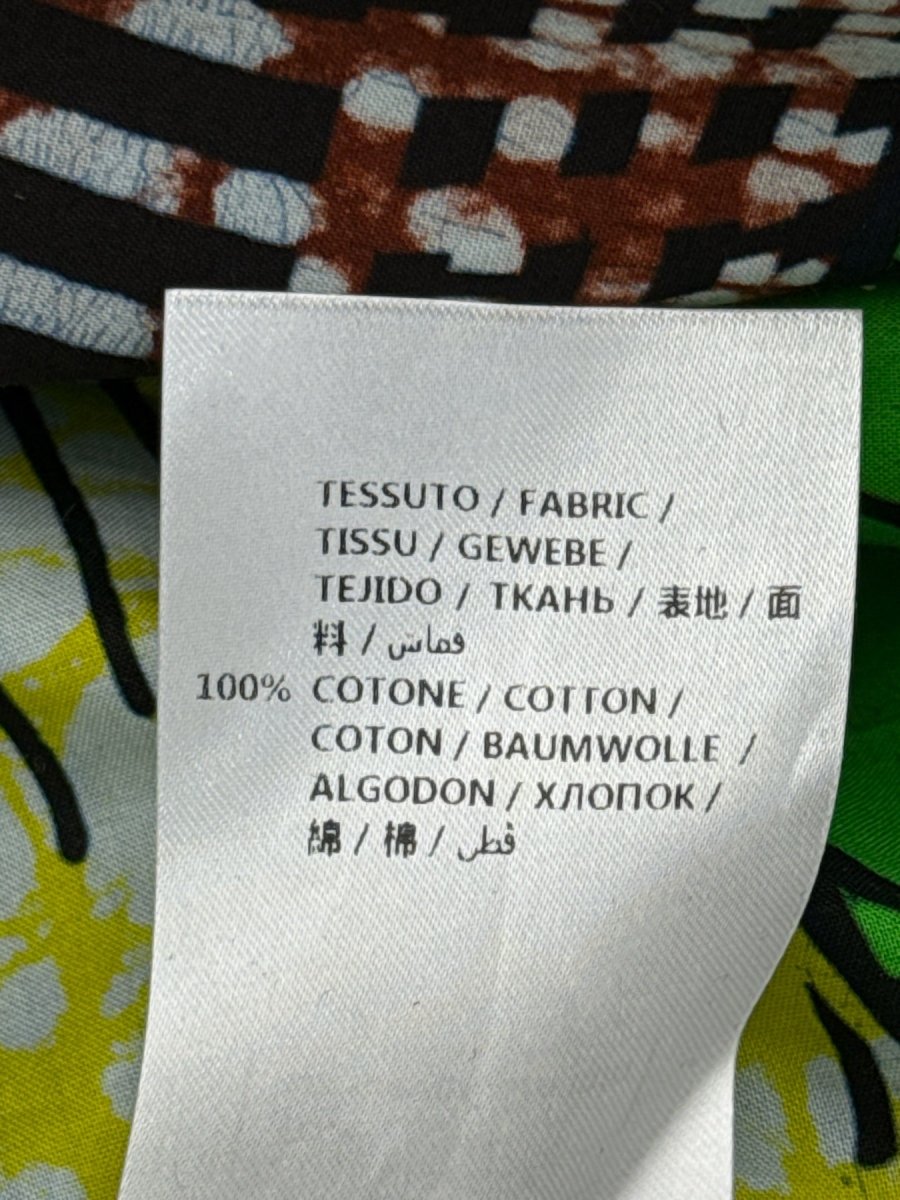 TESSUTO / FABRIC /
TISSU / GEWEBE /
TEJIDO / ТКАНЬ / 表地 / 面
料 / قماش
100% COTONE / COTTON /
COTON / BAUMWOLLE /
ALGODON / ХЛОПОК /
綿 / 棉 / قطن